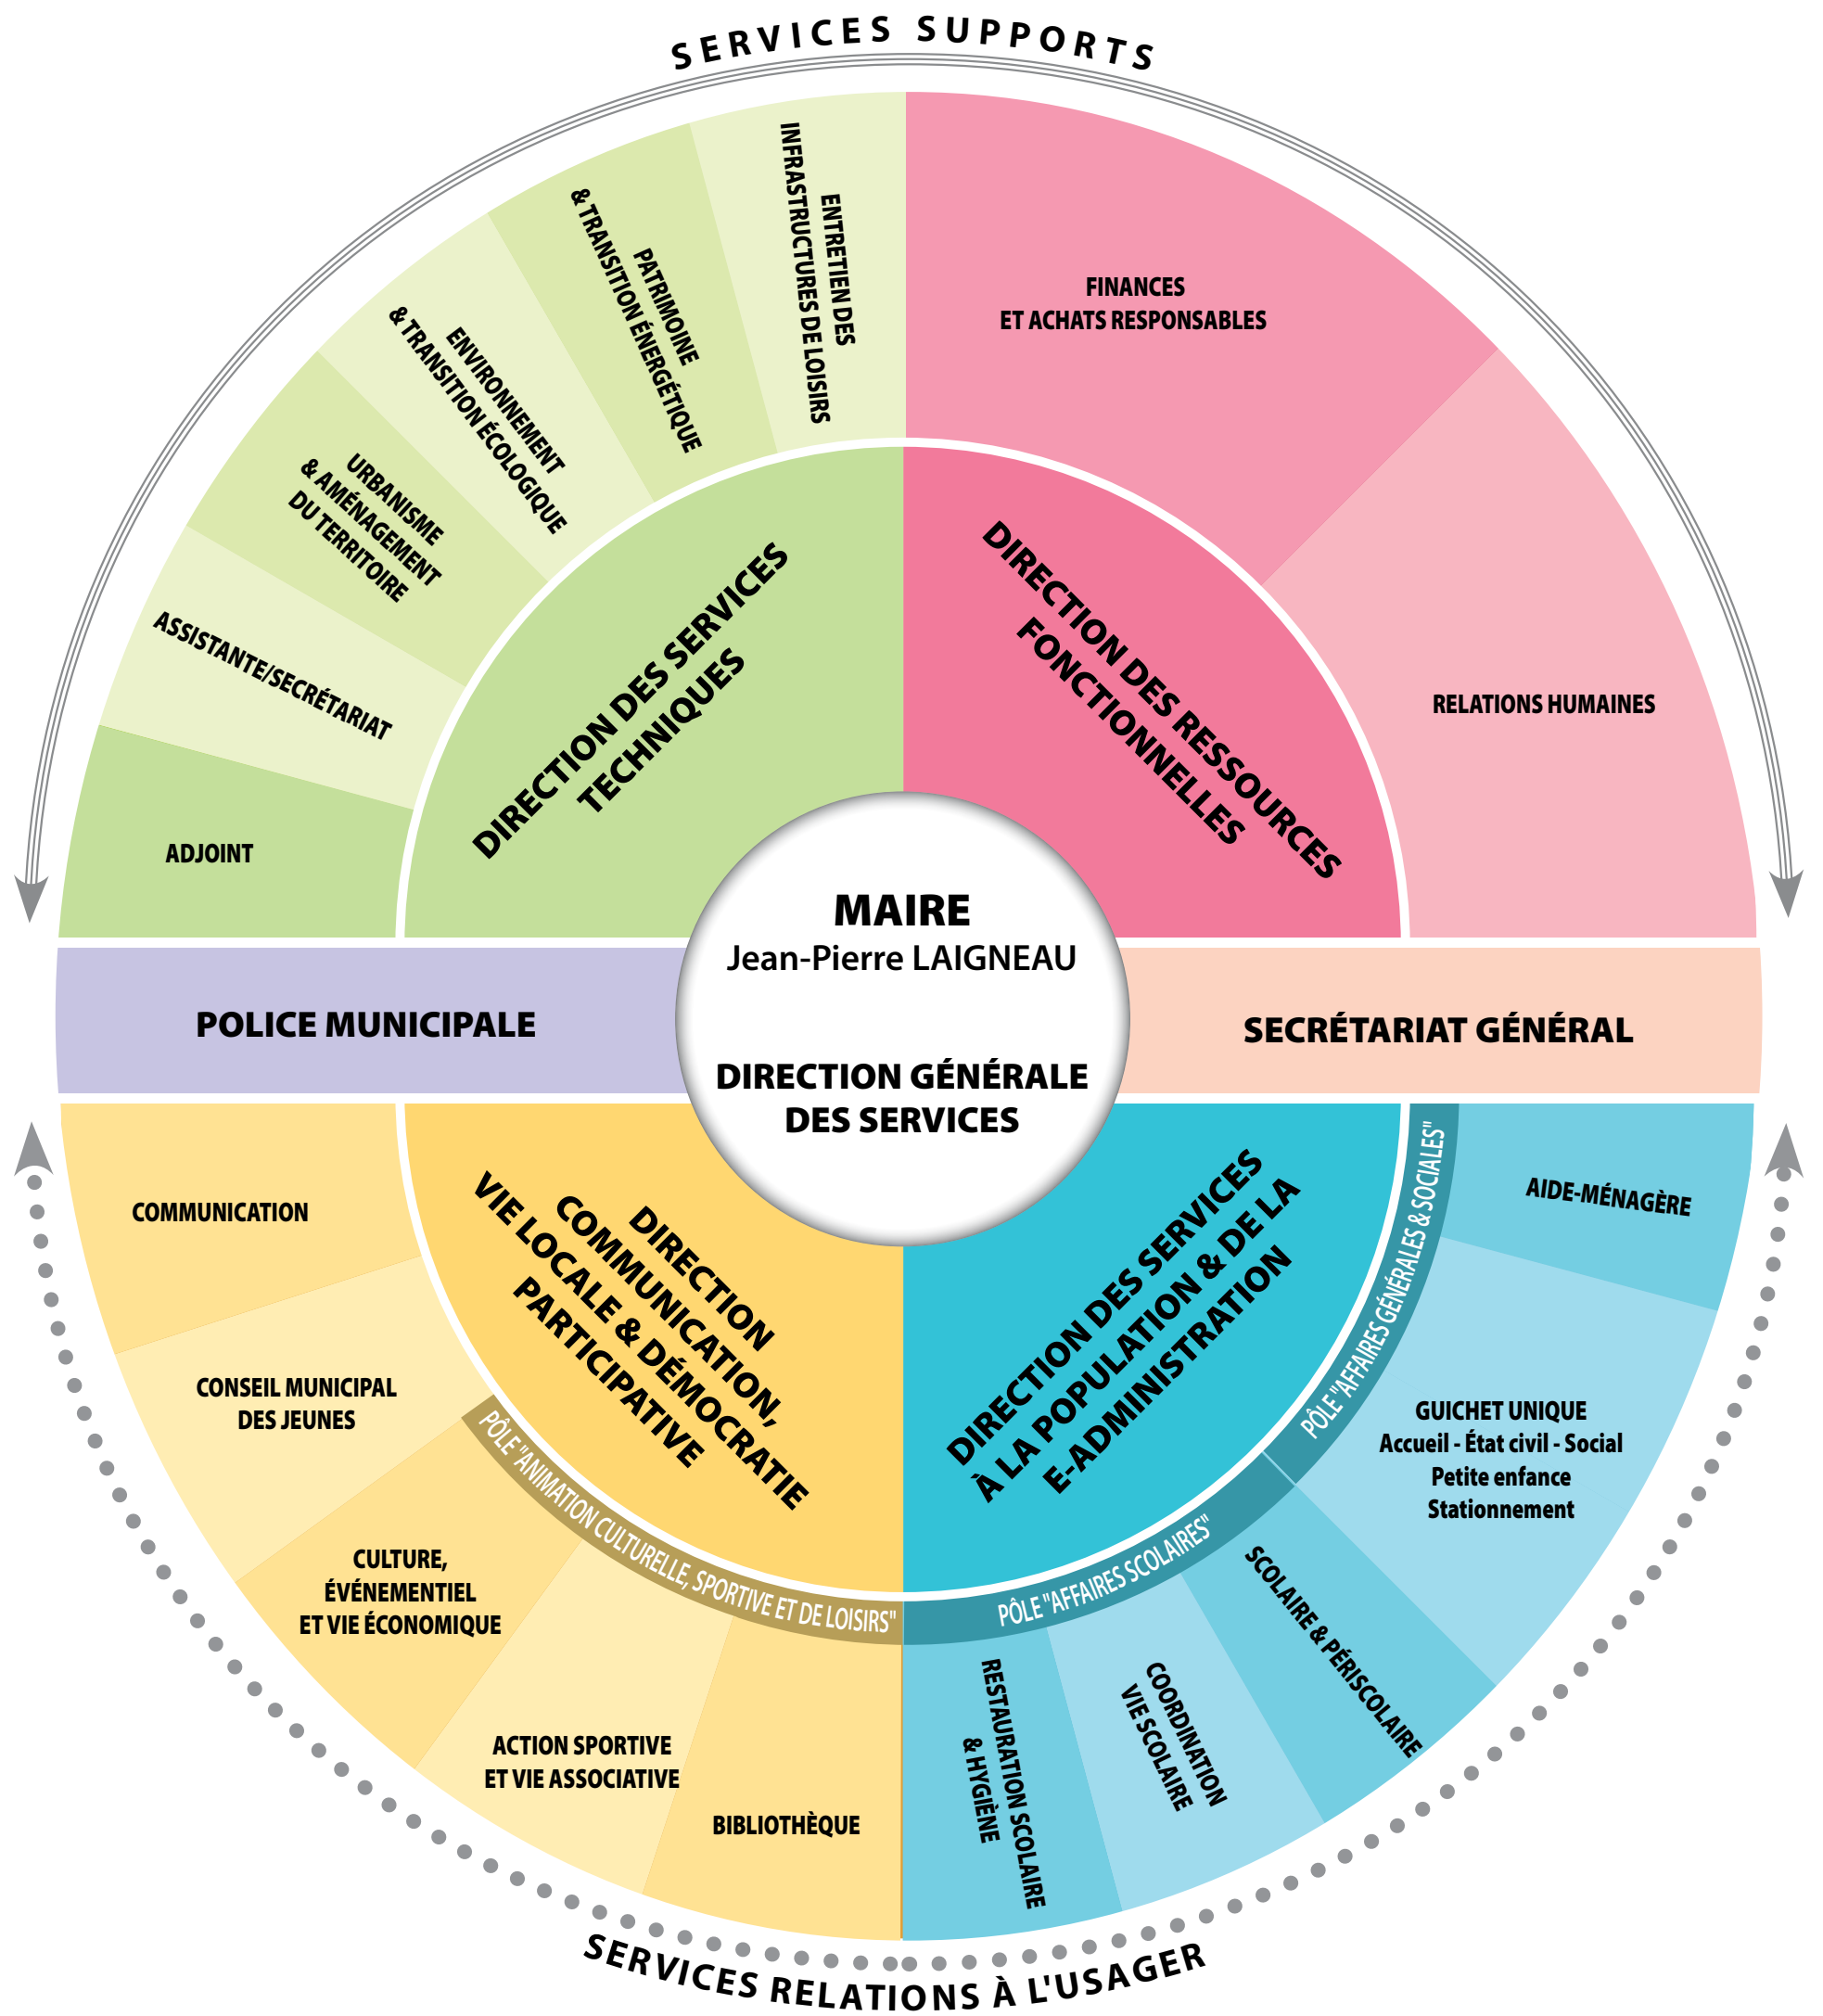 SERVICES SUPPORTS
ENTRETIEN DES
INFRASTRUCTURES DE LOISIRS
PATRIMOINE
& TRANSITION ÉNERGÉTIQUE
ENVIRONNEMENT
& TRANSITION ÉCOLOGIQUE
URBANISME
& AMÉNAGEMENT
DU TERRITOIRE
ASSISTANTE/SECRÉTARIAT
ADJOINT
DIRECTION DES SERVICES
TECHNIQUES
FINANCES
ET ACHATS RESPONSABLES
RELATIONS HUMAINES
DIRECTION DES RESSOURCES
FONCTIONNELLES
MAIRE
Jean-Pierre LAIGNEAU
DIRECTION GÉNÉRALE
DES SERVICES
POLICE MUNICIPALE
SECRÉTARIAT GÉNÉRAL
DIRECTION
COMMUNICATION,
VIE LOCALE & DÉMOCRATIE
PARTICIPATIVE
COMMUNICATION
CONSEIL MUNICIPAL
DES JEUNES
PÔLE "ANIMATION CULTURELLE, SPORTIVE ET DE LOISIRS"
CULTURE,
ÉVÉNEMENTIEL
ET VIE ÉCONOMIQUE
ACTION SPORTIVE
ET VIE ASSOCIATIVE
BIBLIOTHÈQUE
DIRECTION DES SERVICES
À LA POPULATION & DE LA
E-ADMINISTRATION
PÔLE "AFFAIRES GÉNÉRALES & SOCIALES"
AIDE-MÉNAGÈRE
GUICHET UNIQUE
Accueil - État civil - Social
Petite enfance
Stationnement
PÔLE "AFFAIRES SCOLAIRES"
SCOLAIRE & PÉRISCOLAIRE
COORDINATION
VIE SCOLAIRE
RESTAURATION SCOLAIRE
& HYGIÈNE
SERVICES RELATIONS À L'USAGER